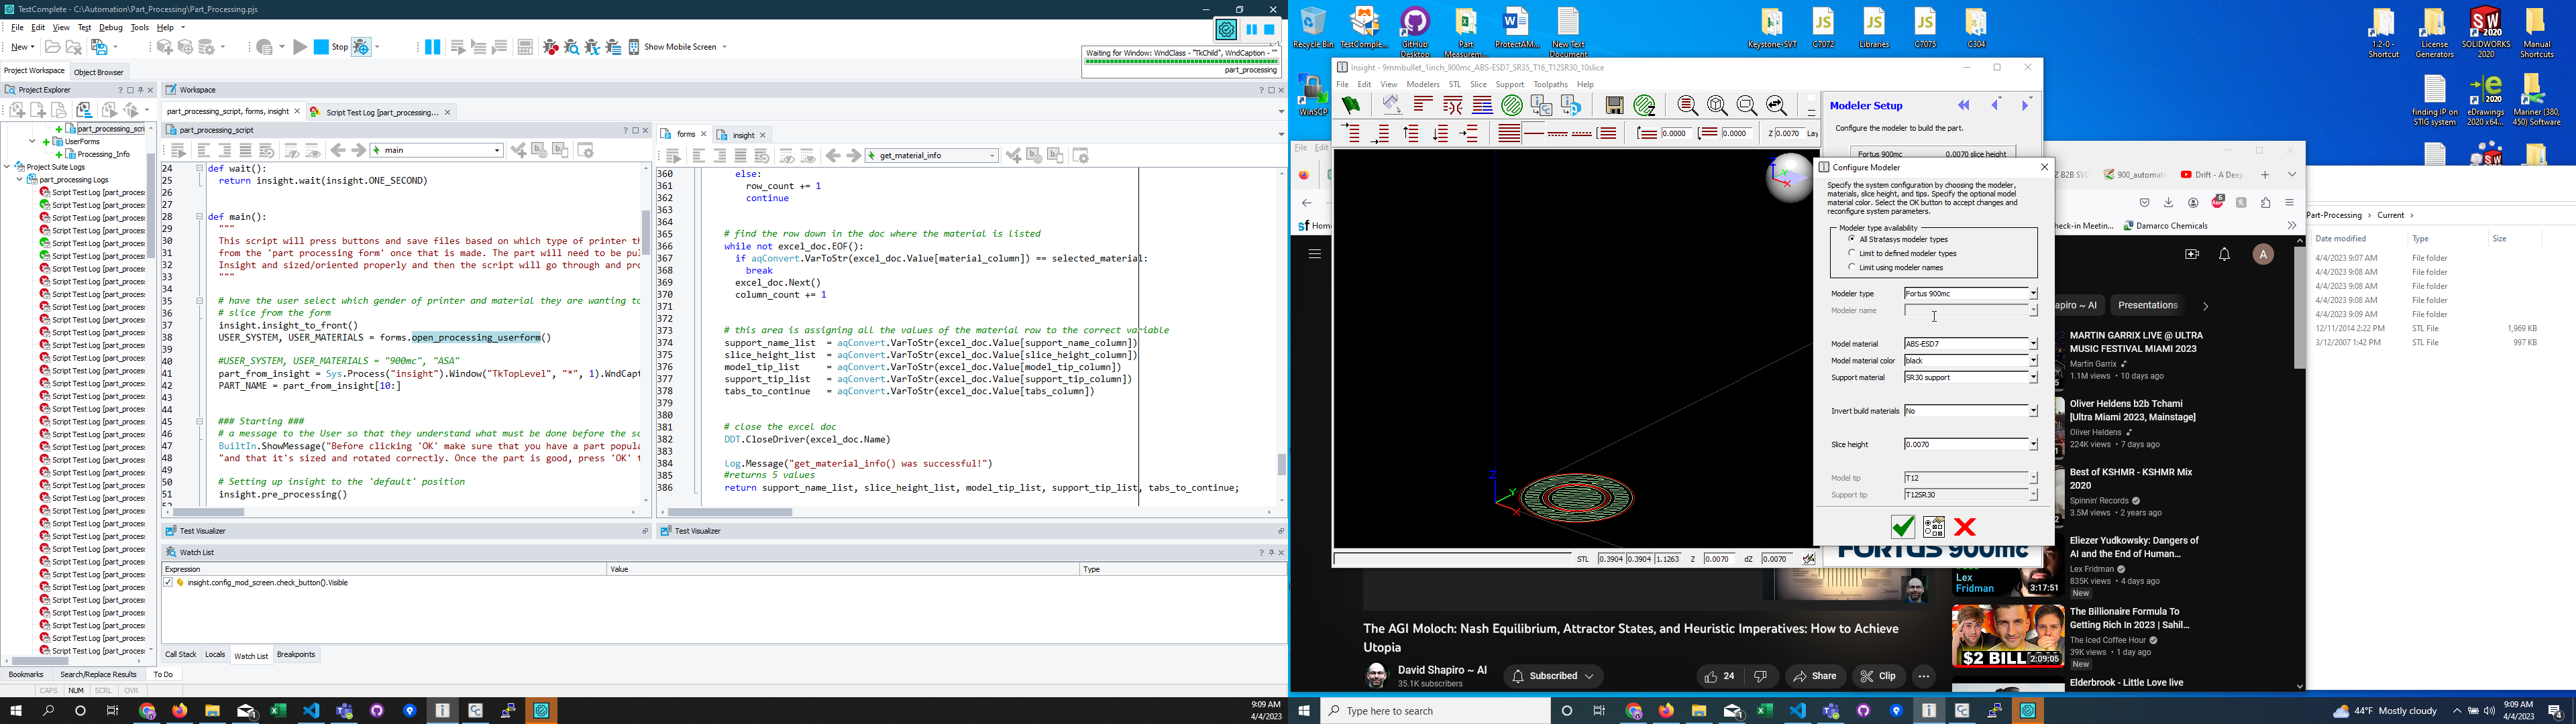 TestComplete - C:\Automation\Part_Processing\Part_Processing.pjs
File Edit View Test Debug Tools Help
New
Stop
Show Mobile Screen
Waiting for Window: WndClass - "TkChild", WndCaption - "*"
part_processing
Project Workspace
Object Browser
Project Explorer
part_processing_scri
UserForms
Processing_Info
Project Suite Logs
part_processing Logs
Script Test Log [part_process
Workspace
part_processing_script, forms, insight
Script Test Log [part_processing...
part_processing_script
main
24 def wait():
25 return insight.wait(insight.ONE_SECOND)
26
27
28 def main():
29 """
30 This script will press buttons and save files based on which type of printer th
31 from the 'part processing form' once that is made. The part will need to be pul
32 Insight and sized/oriented properly and then the script will go through and pro
33 """
34
35 # have the user select which gender of printer and material they are wanting to
36 # slice from the form
37 insight.insight_to_front()
38 USER_SYSTEM, USER_MATERIALS = forms.open_processing_userform()
39
40 #USER_SYSTEM, USER_MATERIALS = "900mc", "ASA"
41 part_from_insight = Sys.Process("insight").Window("TkTopLevel", "*", 1).WndCapt
42 PART_NAME = part_from_insight[10:]
43
44
45 ### Starting ###
46 # a message to the User so that they understand what must be done before the sc
47 BuiltIn.ShowMessage("Before clicking 'OK' make sure that you have a part popula
48 "and that it's sized and rotated correctly. Once the part is good, press 'OK' t
49
50 # Setting up insight to the 'default' position
51 insight.pre_processing()
forms
insight
get_material_info
360 else:
361 row_count += 1
362 continue
363
364
365 # find the row down in the doc where the material is listed
366 while not excel_doc.EOF():
367 if aqConvert.VarToStr(excel_doc.Value[material_column]) == selected_material:
368 break
369 excel_doc.Next()
370 column_count += 1
371
372
373 # this area is assigning all the values of the material row to the correct variable
374 support_name_list = aqConvert.VarToStr(excel_doc.Value[support_name_column])
375 slice_height_list = aqConvert.VarToStr(excel_doc.Value[slice_height_column])
376 model_tip_list = aqConvert.VarToStr(excel_doc.Value[model_tip_column])
377 support_tip_list = aqConvert.VarToStr(excel_doc.Value[support_tip_column])
378 tabs_to_continue = aqConvert.VarToStr(excel_doc.Value[tabs_column])
379
380
381 # close the excel doc
382 DDT.CloseDriver(excel_doc.Name)
383
384 Log.Message("get_material_info() was successful!")
385 #returns 5 values
386 return support_name_list, slice_height_list, model_tip_list, support_tip_list, tabs_to_continue;
Test Visualizer
Test Visualizer
Watch List
Expression Value Type
insight.config_mod_screen.check_button().Visible
Call Stack Locals Watch List Breakpoints
Bookmarks Search/Replace Results To Do
CAPS NUM SCRL OVR
9:09 AM
4/4/2023
Recycle Bin
TestComple...
GitHub Desktop
Part Measurem...
ProtectAM...
New Text Document
Keystone-SVT
C7072
Libraries
C7075
C304
1.2-0 - Shortcut
License Generators
SOLIDWORKS 2020
Manual Shortcuts
WinSCP
finding IP on STIG system
eDrawings 2020 x64...
Mariner (380, 450) Software
Insight - 9mmbullet_1inch_900mc_ABS-ESD7_SR35_T16_T12SR30_10slice
File Edit View Modelers STL Slice Support Toolpaths Help
0.0000 0.0000 Z 0.0070 Lay
Modeler Setup
Configure the modeler to build the part.
Fortus 900mc 0.0070 slice height
Configure Modeler
Specify the system configuration by choosing the modeler,
materials, slice height, and tips. Specify the optional model
material color. Select the OK button to accept changes and
reconfigure system parameters.
Modeler type availability
All Stratasys modeler types
Limit to defined modeler types
Limit using modeler names
Modeler type Fortus 900mc
Modeler name
Model material ABS-ESD7
Model material color black
Support material SR30 support
Invert build materials No
Slice height 0.0070
Model tip T12
Support tip T12SR30
Z
Y
X
STL 0.3904 0.3904 1.1263 Z 0.0070 dZ 0.0070
FORTUS 900mc
File Edit
Z B2B SV
900_automat
Drift - A Deep
Home
heck-in Meetin...
Damarco Chemicals
Part-Processing > Current >
Date modified Type Size
4/4/2023 9:07 AM File folder
4/4/2023 9:08 AM File folder
4/4/2023 9:08 AM File folder
4/4/2023 9:08 AM File folder
4/4/2023 9:09 AM File folder
12/11/2014 2:22 PM STL File 1,969 KB
3/12/2007 1:42 PM STL File 997 KB
apiro ~ AI
Presentations
MARTIN GARRIX LIVE @ ULTRA
MUSIC FESTIVAL MIAMI 2023
Martin Garrix
1.1M views • 10 days ago
Oliver Heldens b2b Tchami
[Ultra Miami 2023, Mainstage]
Oliver Heldens
224K views • 7 days ago
Best of KSHMR - KSHMR Mix
2020
Spinnin' Records
3.5M views • 2 years ago
Eliezer Yudkowsky: Dangers of
AI and the End of Human...
Lex Fridman
835K views • 4 days ago
New
Lex
Fridman
3:17:51
The Billionaire Formula To
Getting Rich In 2023 | Sahil...
The Iced Coffee Hour
39K views • 1 day ago
New
$2 BILL
2:09:05
Elderbrook - Little Love live
The AGI Moloch: Nash Equilibrium, Attractor States, and Heuristic Imperatives: How to Achieve
Utopia
David Shapiro ~ AI
35.1K subscribers
Subscribed
24
Share
Clip
Type here to search
44°F Mostly cloudy
9:09 AM
4/4/2023